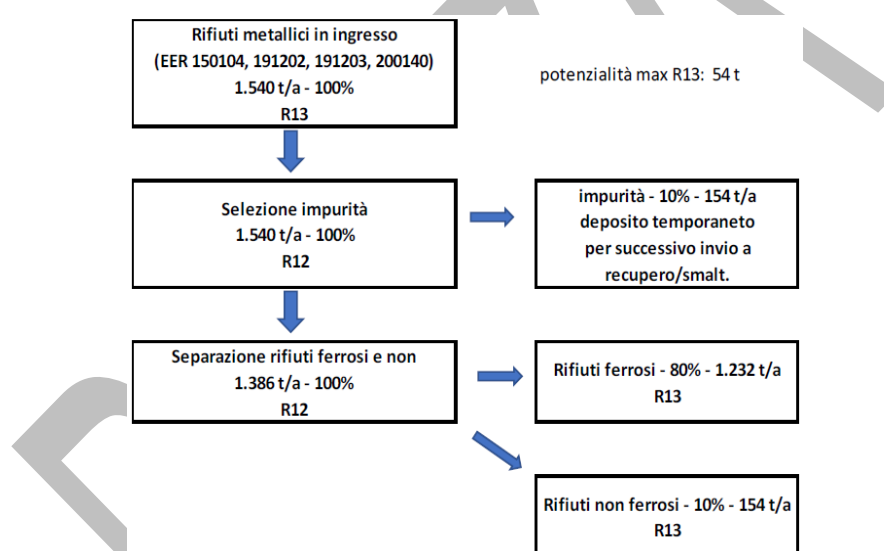 Rifiuti metallici in ingresso
(EER 150104, 191202, 191203, 200140)
1.540 t/a - 100%
R13
potenzialità max R13: 54 t
Selezione impurità
1.540 t/a - 100%
R12
impurità - 10% - 154 t/a
deposito temporaneto
per successivo invio a
recupero/smalt.
Separazione rifiuti ferrosi e non
1.386 t/a - 100%
R12
Rifiuti ferrosi - 80% - 1.232 t/a
R13
Rifiuti non ferrosi - 10% - 154 t/a
R13